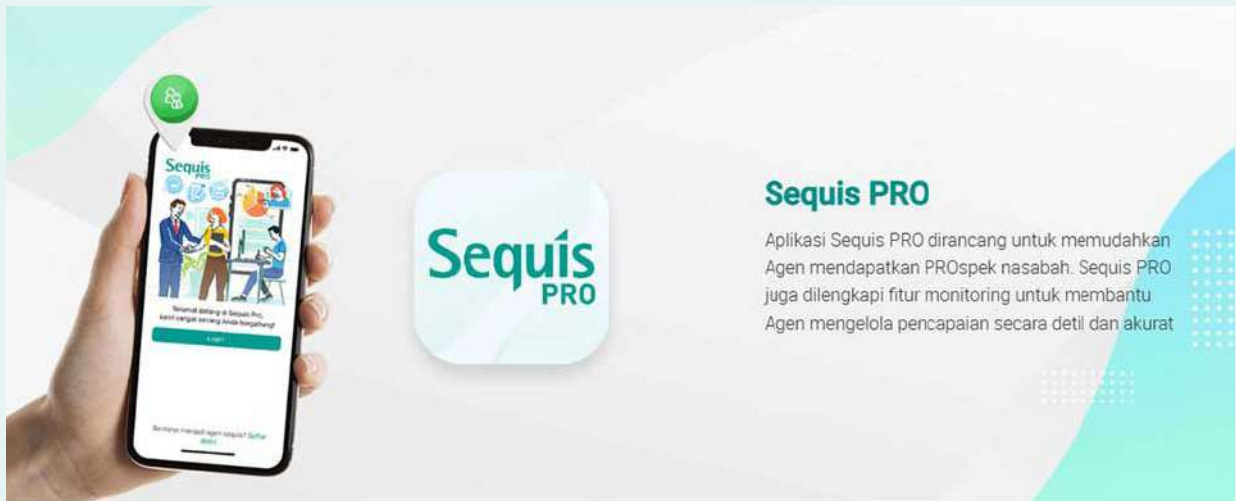 Sequis
PRO
Selamat datang di Sequis Pro,
kami sangat senang Anda bergabung!
Sequis
PRO
Sequis PRO
Aplikasi Sequis PRO dirancang untuk memudahkan
Agen mendapatkan PROspek nasabah. Sequis PRO
juga dilengkapi fitur monitoring untuk membantu
Agen mengelola pencapaian secara detil dan akurat